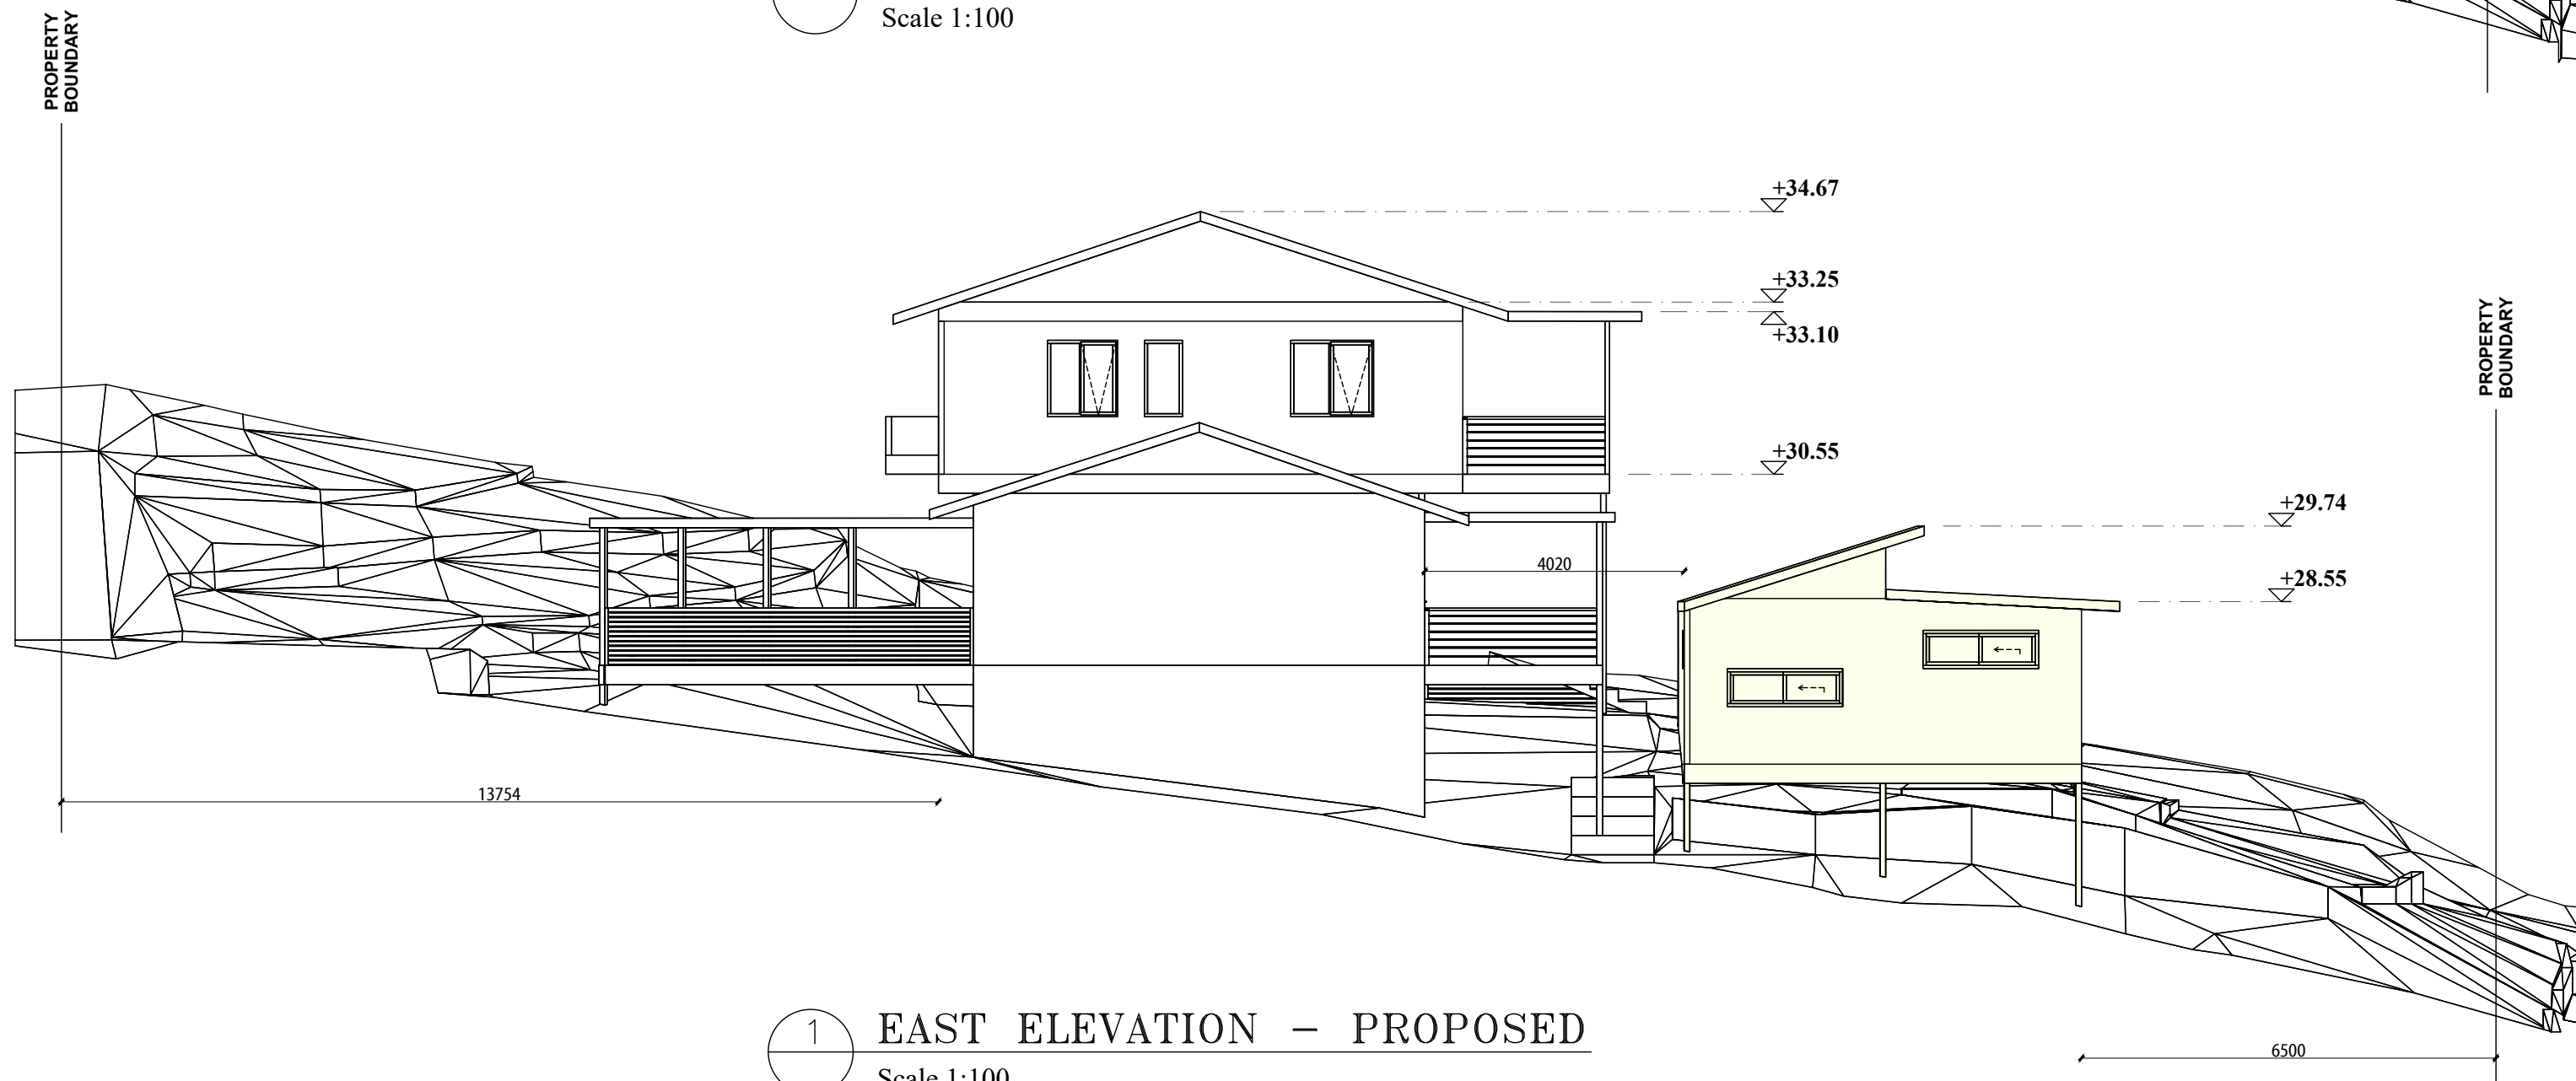 Scale 1:100
PROPERTY
BOUNDARY
+34.67
+33.25
+33.10
PROPERTY
BOUNDARY
+30.55
+29.74
4020
+28.55
13754
1
EAST ELEVATION – PROPOSED
Scale 1:100
6500